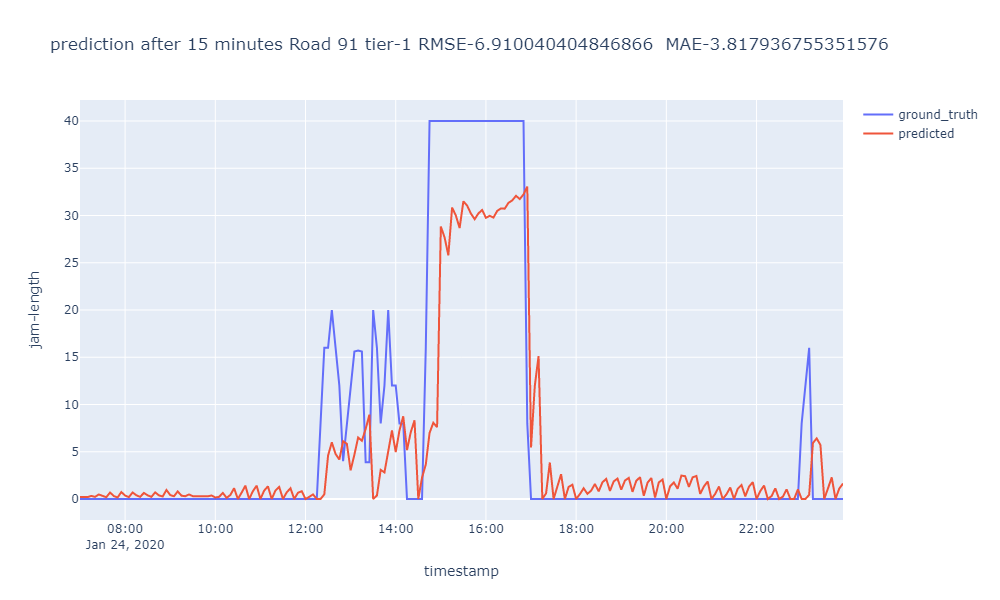 prediction after 15 minutes Road 91 tier-1 RMSE-6.910040404846866  MAE-3.817936755351576
ground_truth
predicted
jam-length
40
35
30
25
20
15
10
5
0
08:00
Jan 24, 2020
10:00
12:00
14:00
16:00
18:00
20:00
22:00
timestamp